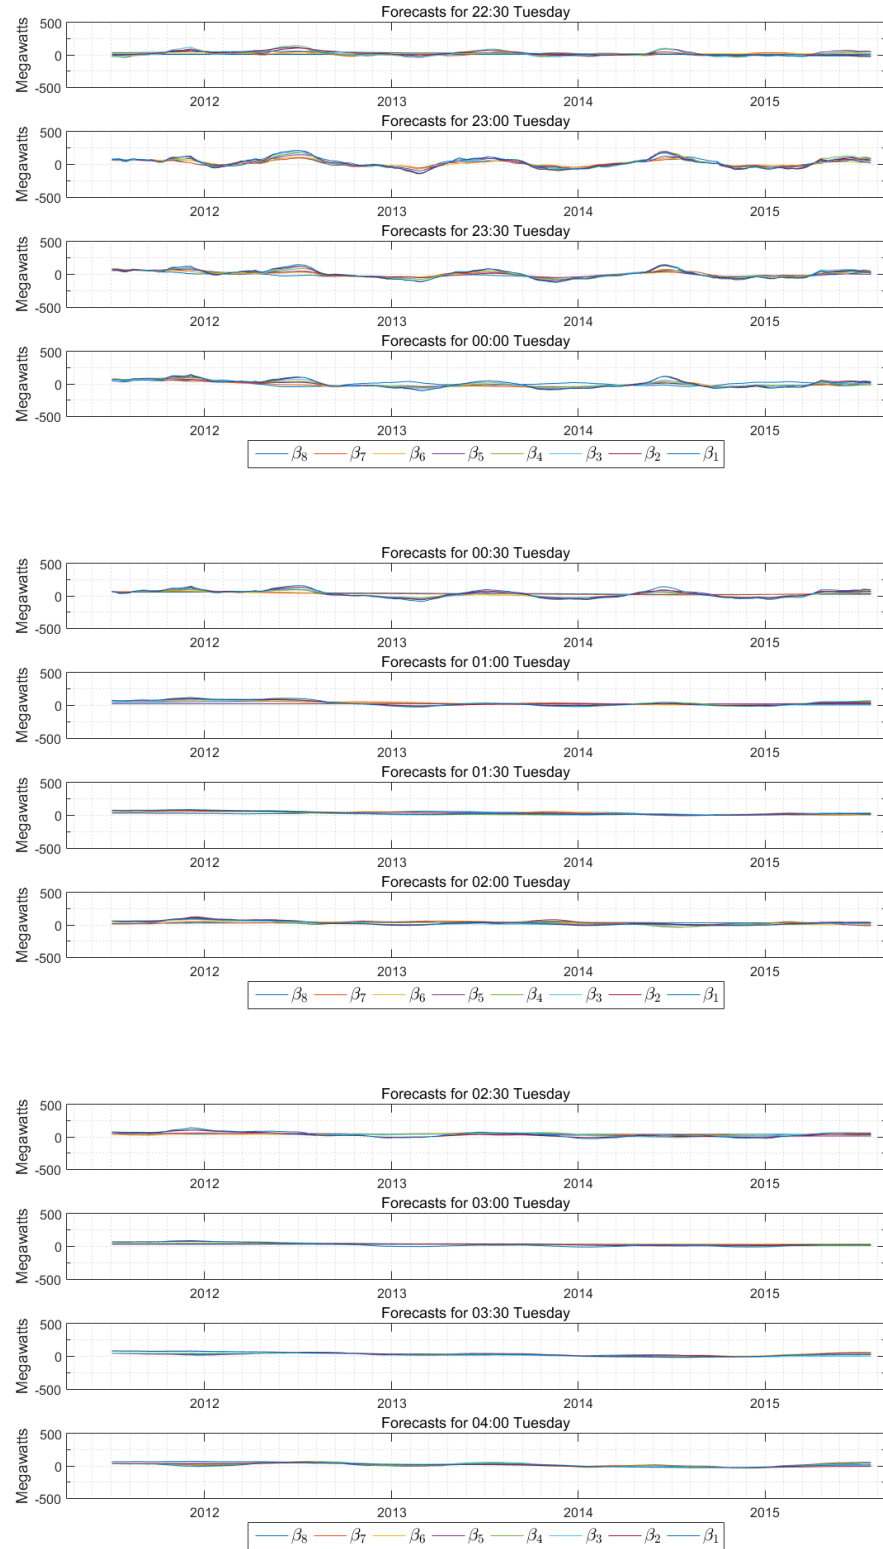 Forecasts for 22:30 Tuesday
500
0
-500
Megawatts
2012 2013 2014 2015
Forecasts for 23:00 Tuesday
500
0
-500
Megawatts
2012 2013 2014 2015
Forecasts for 23:30 Tuesday
500
0
-500
Megawatts
2012 2013 2014 2015
Forecasts for 00:00 Tuesday
500
0
-500
Megawatts
2012 2013 2014 2015
β8 β7 β6 β5 β4 β3 β2 β1
Forecasts for 00:30 Tuesday
500
0
-500
Megawatts
2012 2013 2014 2015
Forecasts for 01:00 Tuesday
500
0
-500
Megawatts
2012 2013 2014 2015
Forecasts for 01:30 Tuesday
500
0
-500
Megawatts
2012 2013 2014 2015
Forecasts for 02:00 Tuesday
500
0
-500
Megawatts
2012 2013 2014 2015
β8 β7 β6 β5 β4 β3 β2 β1
Forecasts for 02:30 Tuesday
500
0
-500
Megawatts
2012 2013 2014 2015
Forecasts for 03:00 Tuesday
500
0
-500
Megawatts
2012 2013 2014 2015
Forecasts for 03:30 Tuesday
500
0
-500
Megawatts
2012 2013 2014 2015
Forecasts for 04:00 Tuesday
500
0
-500
Megawatts
2012 2013 2014 2015
β8 β7 β6 β5 β4 β3 β2 β1